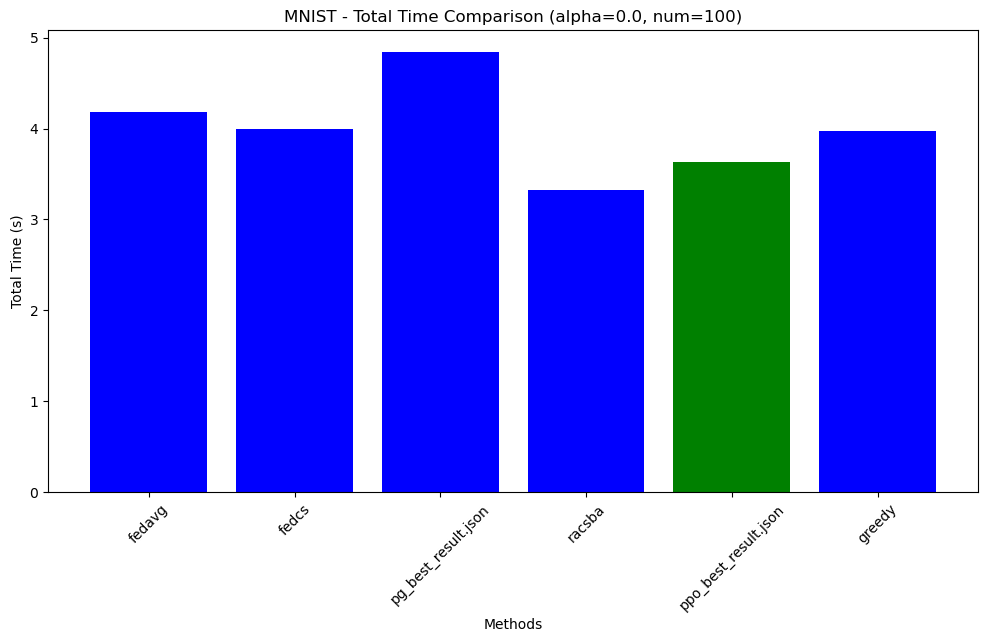 MNIST - Total Time Comparison (alpha=0.0, num=100)
Total Time (s)
5
4
3
2
1
0
fedavg
fedcs
pg_best_result.json
racsba
ppo_best_result.json
greedy
Methods